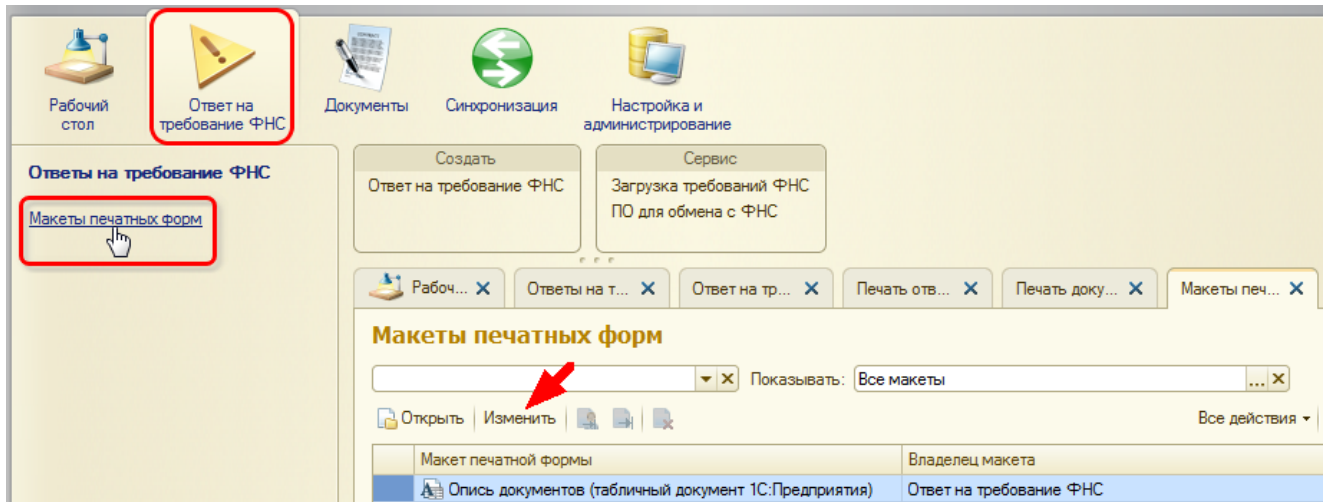 Рабочий
стол
Ответ на
требование ФНС
Документы
Синхронизация
Настройка и
администрирование
Ответы на требование ФНС
Макеты печатных форм
Создать
Ответ на требование ФНС
Сервис
Загрузка требований ФНС
ПО для обмена с ФНС
Рабоч...
Ответы на т...
Ответ на тр...
Печать отв...
Печать доку...
Макеты печ...
Макеты печатных форм
Показывать: Все макеты ...
Открыть Изменить Все действия
Макет печатной формы Владелец макета
Опись документов (табличный документ 1С:Предприятия) Ответ на требование ФНС